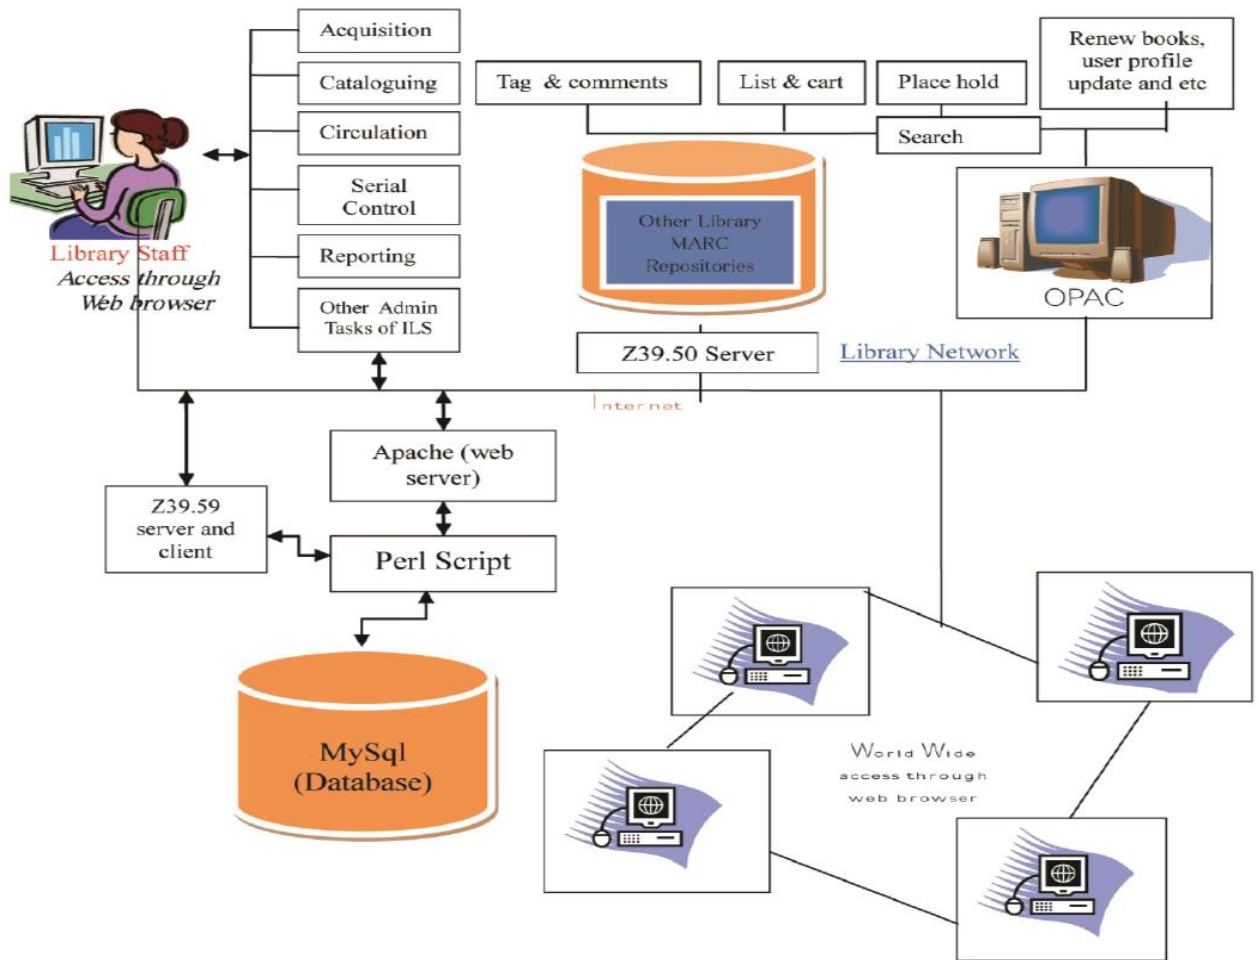 Acquisition
Cataloguing
Circulation
Serial
Control
Reporting
Other Admin
Tasks of ILS
Library Staff
Access through
Web browser
Tag & comments
List & cart
Place hold
Renew books,
user profile
update and etc
Search
Other Library
MARC
Repositories
OPAC
Z39.50 Server
Library Network
Internet
Apache (web
server)
Z39.59
server and
client
Perl Script
MySql
(Database)
World Wide
access through
web browser